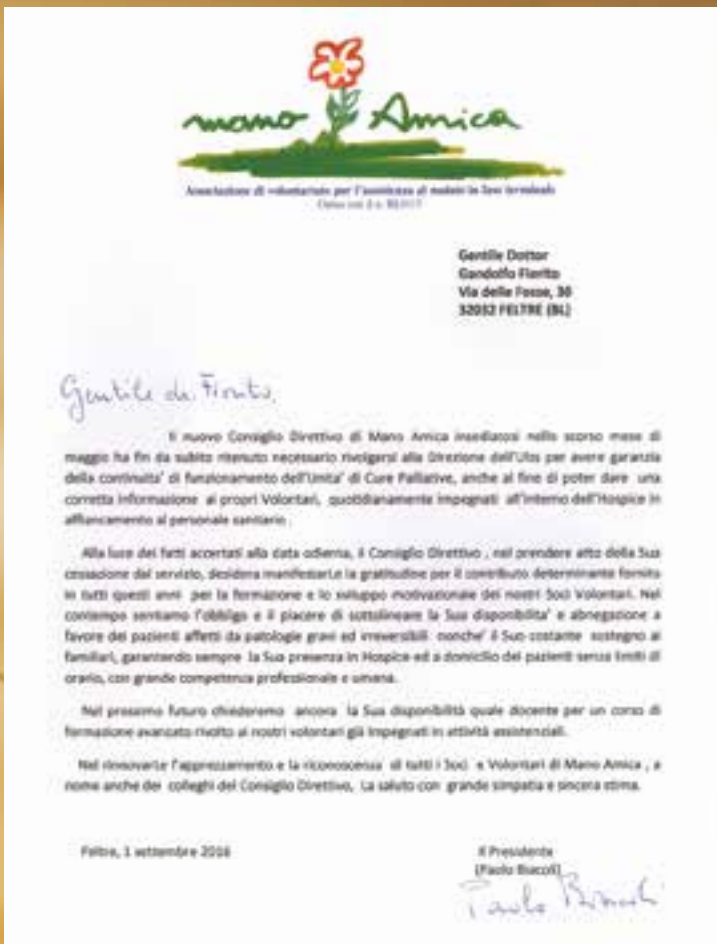 mano Amica
Associazione di volontariato per l'assistenza al malato in fase terminale
Gentile Dottor
Gandolfo Fiorito
Via delle Fosse, 36
32032 FELTRE (BL)
Gentile dr. Fiorito,
Il nuovo Consiglio Direttivo di Mano Amica insediatosi nello scorso mese di
maggio ha fin da subito ritenuto necessario rivolgersi alla Direzione dell'Ulss per avere garanzia
della continuita' di funzionamento dell'Unita' di Cure Palliative, anche al fine di poter dare una
corretta informazione ai propri Volontari, quotidianamente impegnati all'interno dell'Hospice in
affiancamento al personale sanitario .
Alla luce dei fatti accertati alla data odierna, il Consiglio Direttivo , nel prendere atto della Sua
cessazione dal servizio, desidera manifestarLe la gratitudine per il contributo determinante fornito
in tutti questi anni per la formazione e lo sviluppo motivazionale dei nostri Soci Volontari. Nel
contempo sentiamo l'obbligo e il piacere di sottolineare la Sua disponibilita' e abnegazione a
favore dei pazienti affetti da patologie gravi ed irreversibili nonche' il Suo costante sostegno ai
familiari, garantendo sempre la Sua presenza in Hospice ed a domicilio dei pazienti senza limiti di
orario, con grande competenza professionale e umana.
Nel prossimo futuro chiederemo ancora la Sua disponibilità quale docente per un corso di
formazione avanzato rivolto ai nostri volontari già impegnati in attività assistenziali.
Nel rinnovarLe l'apprezzamento e la riconoscenza di tutti i Soci e Volontari di Mano Amica , a
nome anche dei colleghi del Consiglio Direttivo, La saluto con grande simpatia e sincera stima.
Feltre, 1 settembre 2016
Il Presidente
(Paolo Biacoli)
Paolo Biacoli